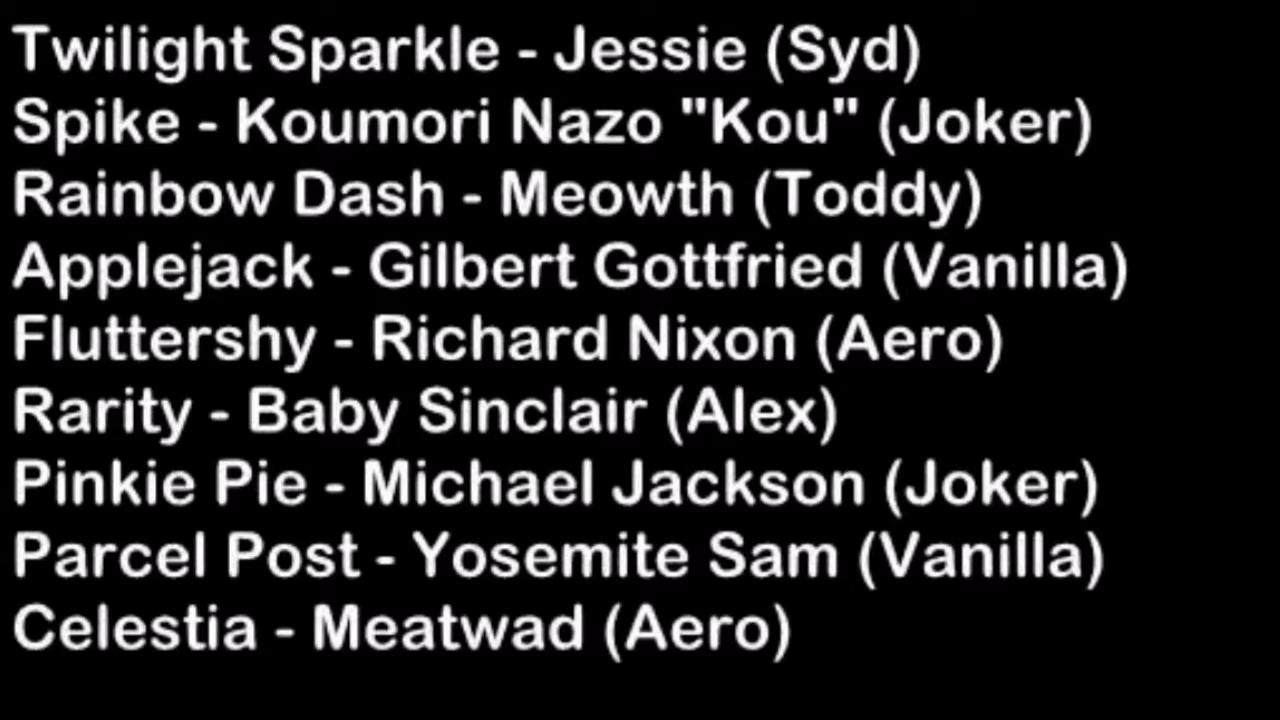 Twilight Sparkle - Jessie (Syd)
Spike - Koumori Nazo "Kou" (Joker)
Rainbow Dash - Meowth (Toddy)
Applejack - Gilbert Gottfried (Vanilla)
Fluttershy - Richard Nixon (Aero)
Rarity - Baby Sinclair (Alex)
Pinkie Pie - Michael Jackson (Joker)
Parcel Post - Yosemite Sam (Vanilla)
Celestia - Meatwad (Aero)